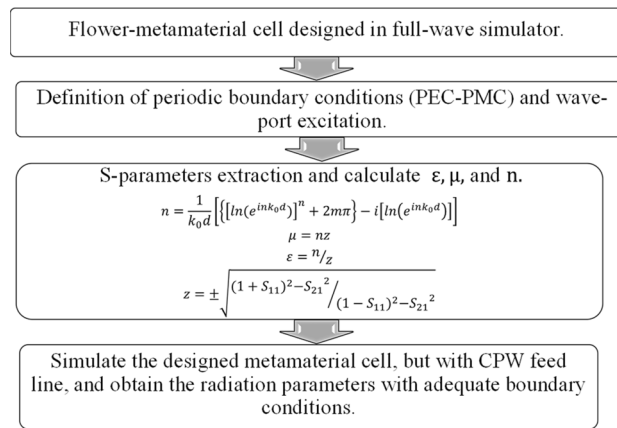 Flower-metamaterial cell designed in full-wave simulator.
Definition of periodic boundary conditions (PEC-PMC) and wave-
port excitation.
S-parameters extraction and calculate ε, μ, and n.
n = 1/(k₀d) [{[ln(e^{ink₀d})]^n + 2mπ} − i[ln(e^{ink₀d})]]
μ = nz
ε = n/z
z = ±√((1 + S₁₁)² − S₂₁² / (1 − S₁₁)² − S₂₁²)
Simulate the designed metamaterial cell, but with CPW feed
line, and obtain the radiation parameters with adequate boundary
conditions.